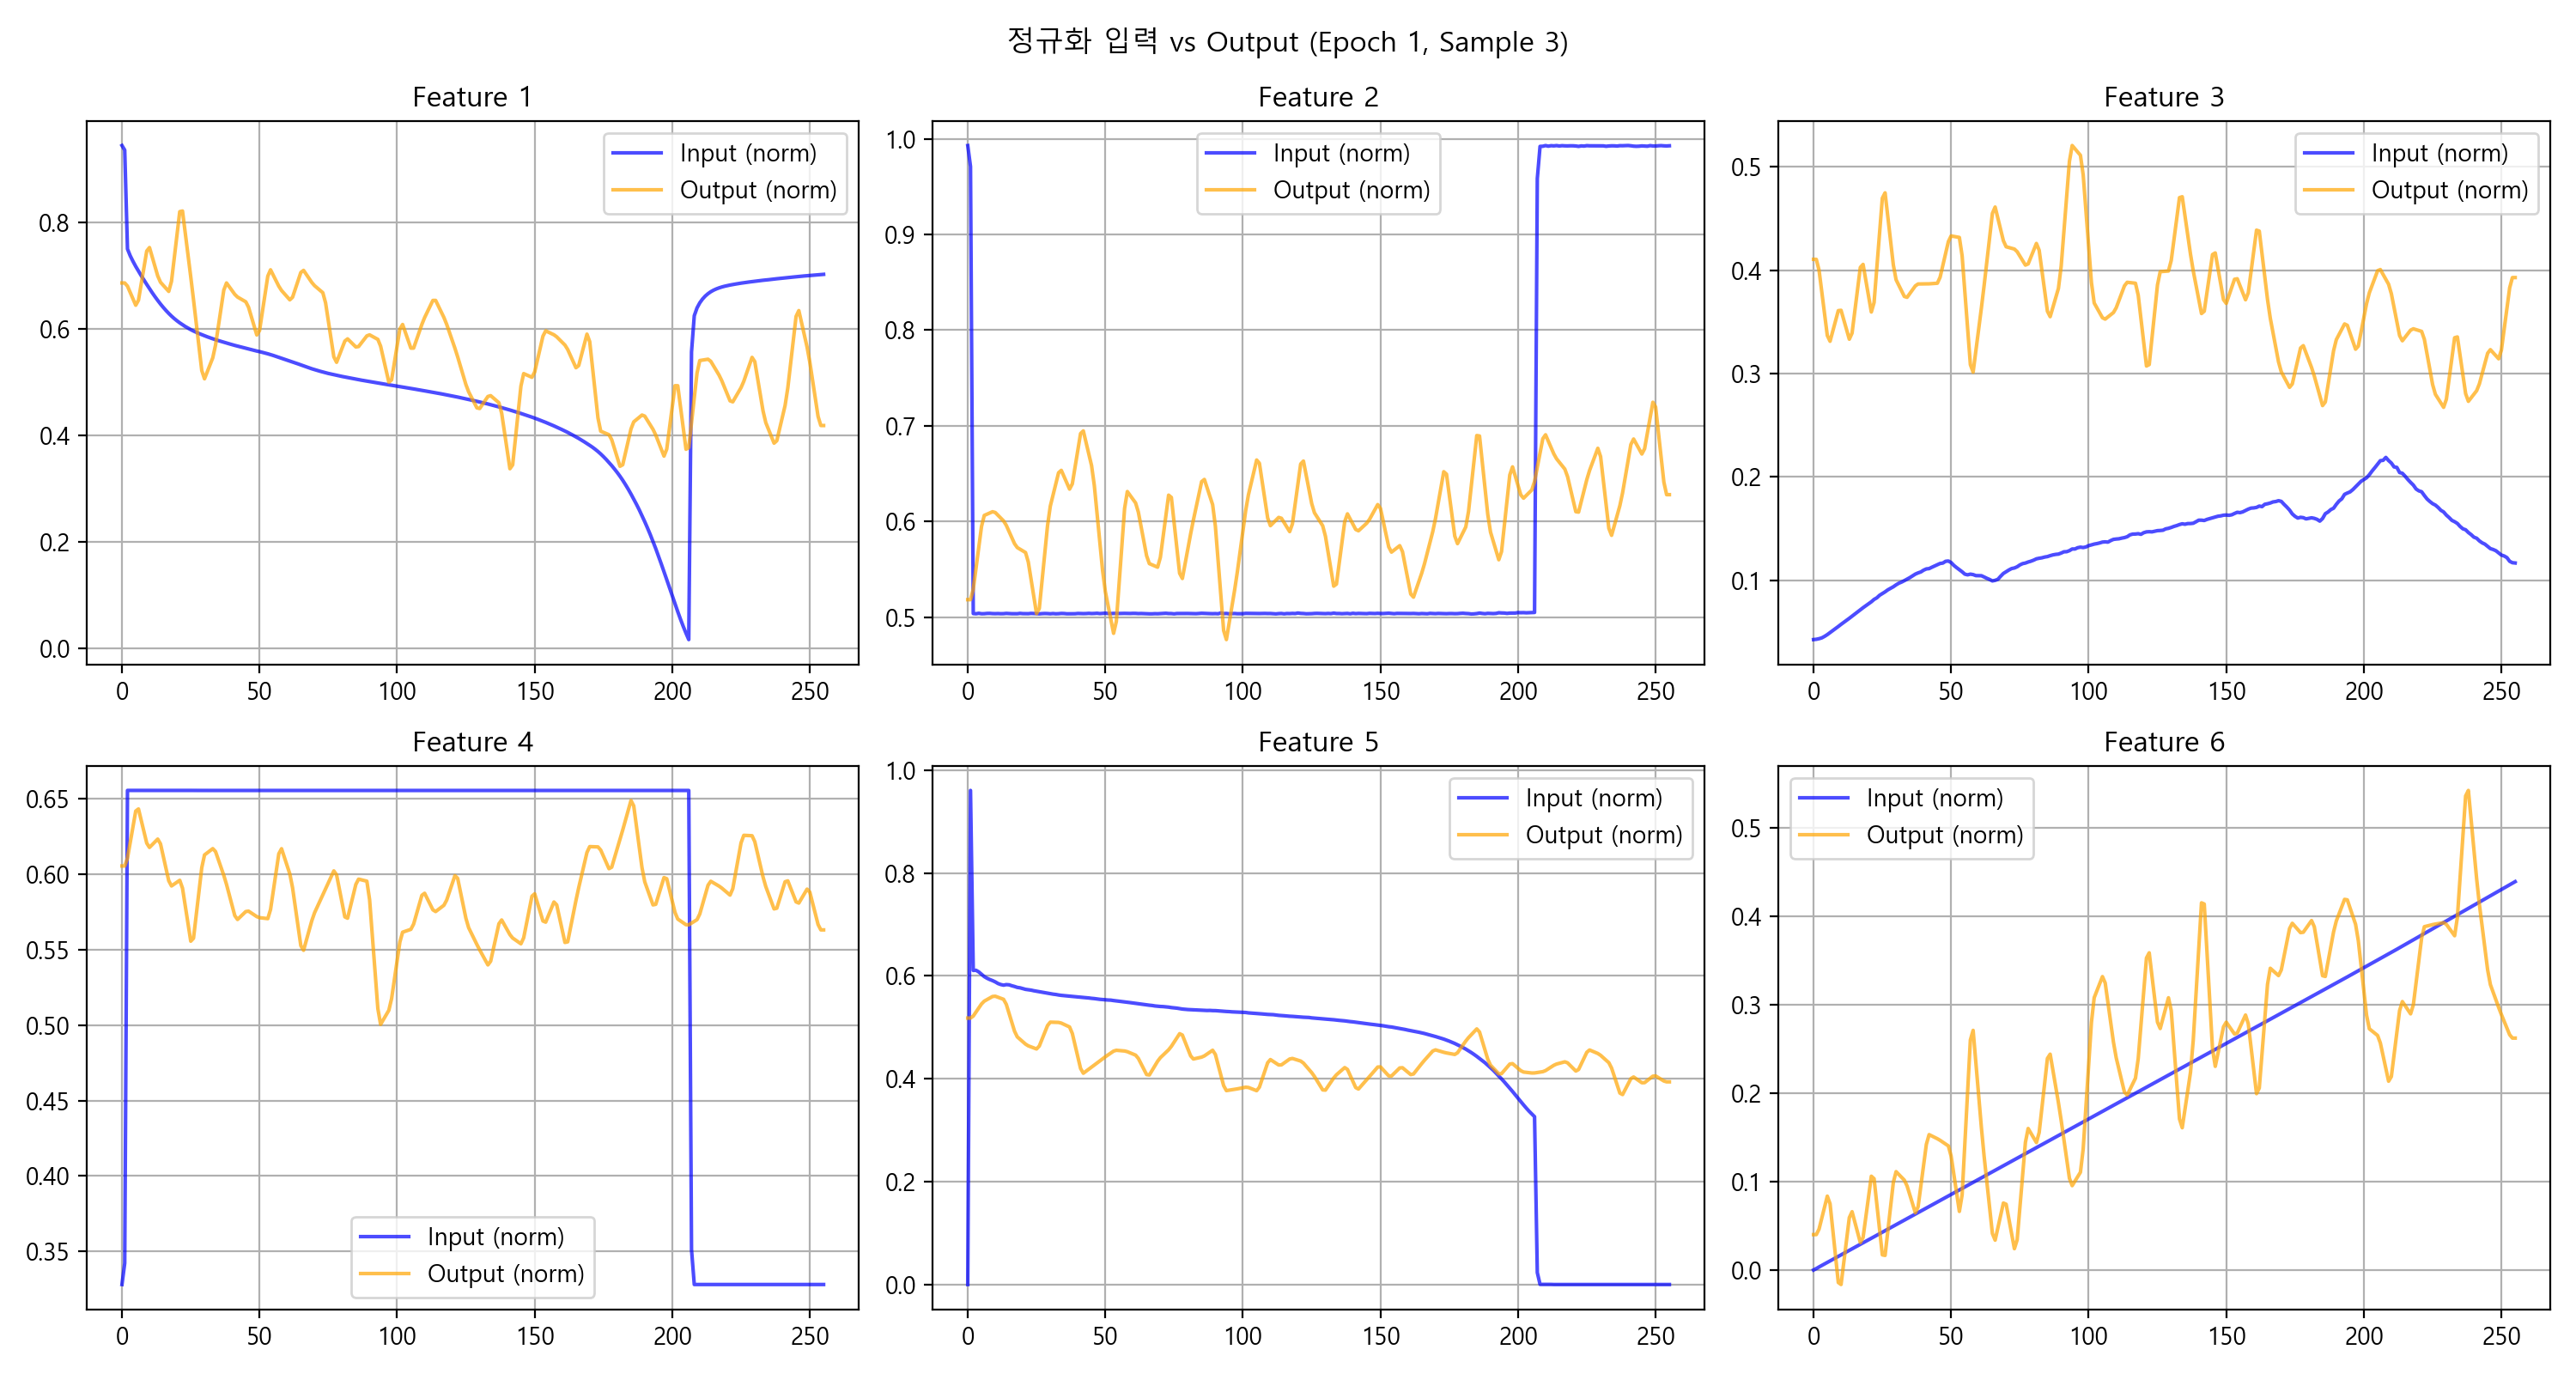 정규화 입력 vs Output (Epoch 1, Sample 3)
Feature 1
Input (norm)
Output (norm)
0.8
0.6
0.4
0.2
0.0
0 50 100 150 200 250
Feature 2
Input (norm)
Output (norm)
1.0
0.9
0.8
0.7
0.6
0.5
0 50 100 150 200 250
Feature 3
Input (norm)
Output (norm)
0.5
0.4
0.3
0.2
0.1
0 50 100 150 200 250
Feature 4
0.65
0.60
0.55
0.50
0.45
0.40
0.35
Input (norm)
Output (norm)
0 50 100 150 200 250
Feature 5
Input (norm)
Output (norm)
1.0
0.8
0.6
0.4
0.2
0.0
0 50 100 150 200 250
Feature 6
Input (norm)
Output (norm)
0.5
0.4
0.3
0.2
0.1
0.0
0 50 100 150 200 250